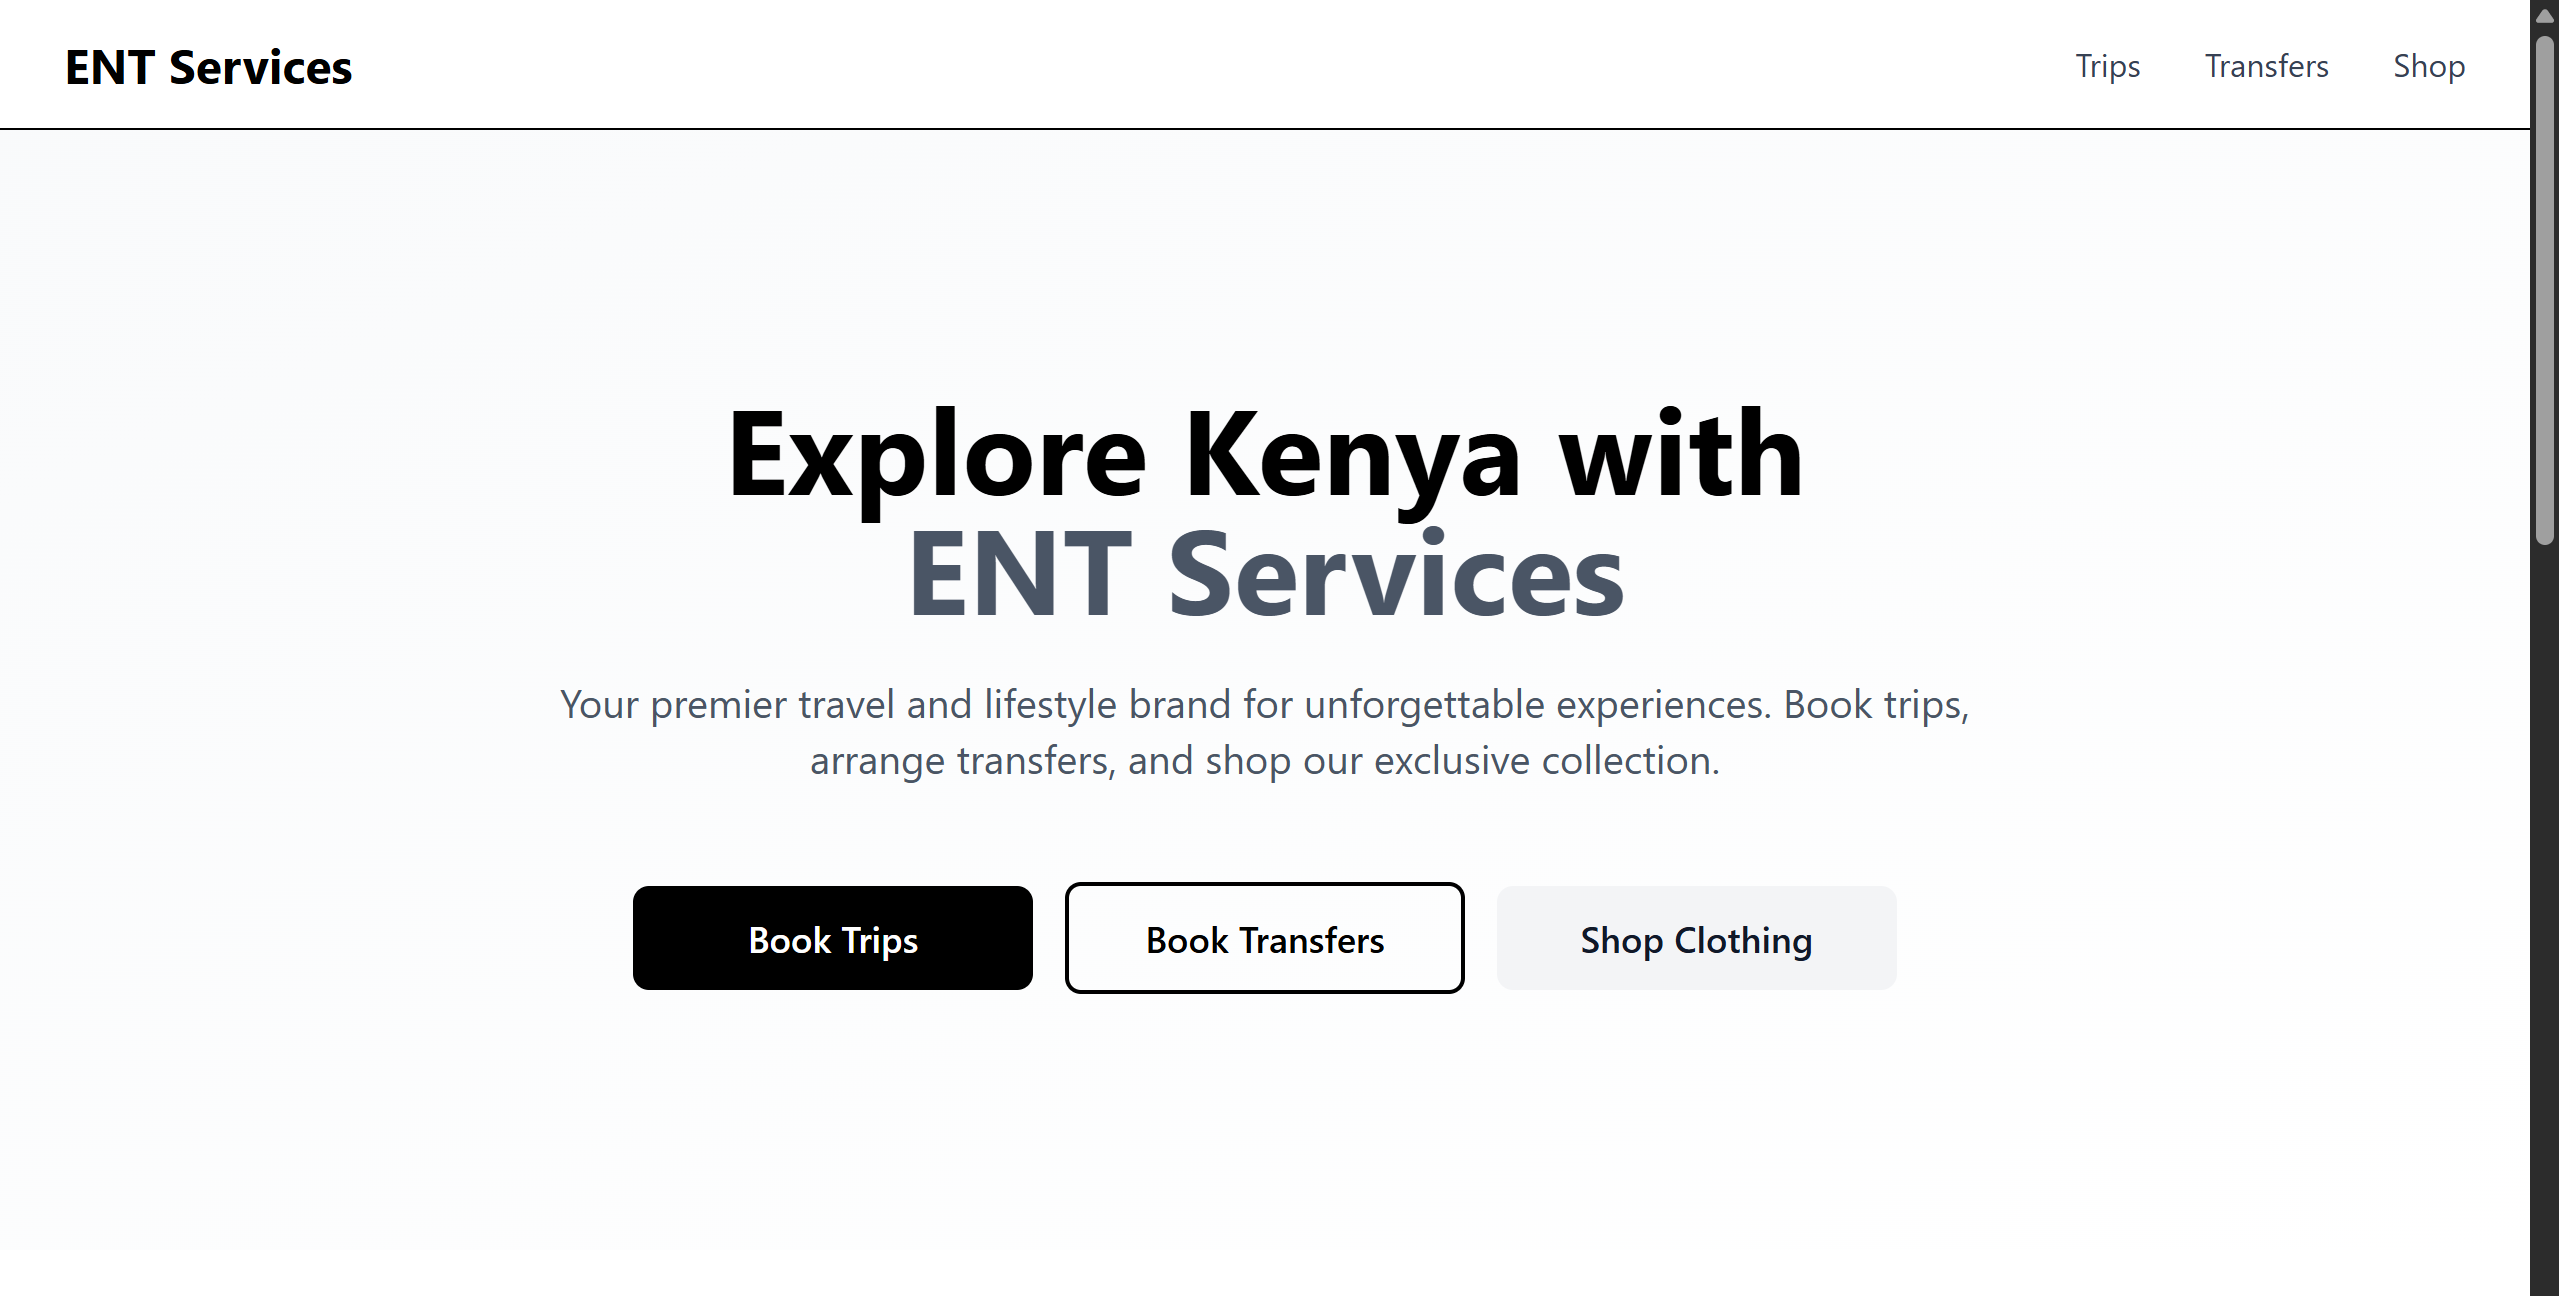 ENT Services
Trips
Transfers
Shop
Explore Kenya with
ENT Services
Your premier travel and lifestyle brand for unforgettable experiences. Book trips,
arrange transfers, and shop our exclusive collection.
Book Trips
Book Transfers
Shop Clothing